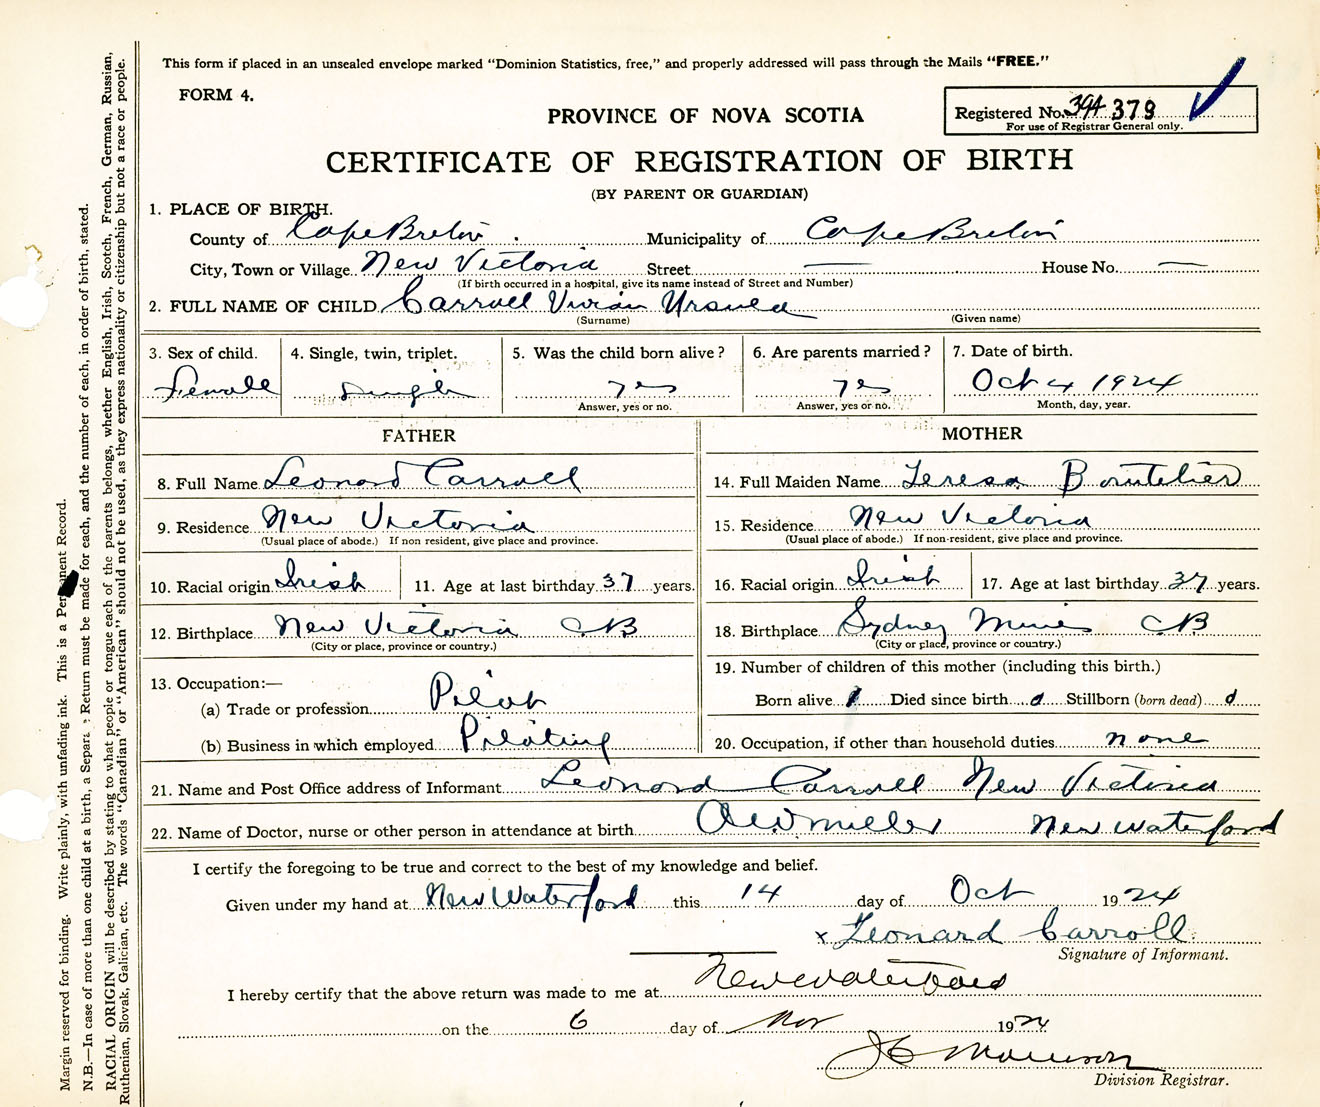 This form if placed in an unsealed envelope marked "Dominion Statistics, free," and properly addressed will pass through the Mails "FREE."
FORM 4.
PROVINCE OF NOVA SCOTIA
Registered No. 394 379
For use of Registrar General only.
CERTIFICATE OF REGISTRATION OF BIRTH
(BY PARENT OR GUARDIAN)
1. PLACE OF BIRTH.
County of Cape Breton Municipality of Cape Breton
City, Town or Village New Victoria Street — House No. —
(If birth occurred in a hospital, give its name instead of Street and Number)
2. FULL NAME OF CHILD Carroll Vivian Ursula
(Surname) (Given name)
3. Sex of child. 4. Single, twin, triplet. 5. Was the child born alive? 6. Are parents married? 7. Date of birth.
Female Single yes yes Oct 4 1924
Answer, yes or no. Answer, yes or no. Month, day, year.
FATHER MOTHER
8. Full Name Leonard Carroll 14. Full Maiden Name Teresa Boutelier
9. Residence New Victoria 15. Residence New Victoria
(Usual place of abode.) If non resident, give place and province. (Usual place of abode.) If non-resident, give place and province.
10. Racial origin Irish 11. Age at last birthday 37 years. 16. Racial origin Irish 17. Age at last birthday 37 years.
12. Birthplace New Victoria CB 18. Birthplace Sydney Mines CB
(City or place, province or country.) (City or place, province or country.)
19. Number of children of this mother (including this birth.)
13. Occupation:—
(a) Trade or profession Pilot Born alive 1 Died since birth 0 Stillborn (born dead) 0
(b) Business in which employed Piloting 20. Occupation, if other than household duties none
21. Name and Post Office address of Informant Leonard Carroll New Victoria
22. Name of Doctor, nurse or other person in attendance at birth Miller New Waterford
I certify the foregoing to be true and correct to the best of my knowledge and belief.
Given under my hand at New Waterford this 14 day of Oct 1924
x Leonard Carroll
Signature of Informant.
I hereby certify that the above return was made to me at New Waterford
on the 6 day of Nov 1924
Morrison
Division Registrar.
Margin reserved for binding. Write plainly, with unfading ink. This is a Permanent Record.
N.B.—In case of more than one child at a birth, a Separate Return must be made for each, and the number of each, in order of birth, stated.
RACIAL ORIGIN will be described by stating to what people or tongue each of the parents belongs, whether English, Irish, Scotch, French, German, Russian,
Ruthenian, Slovak, Galician, etc. The words "Canadian" or "American" should not be used, as they express nationality or citizenship but not a race or people.